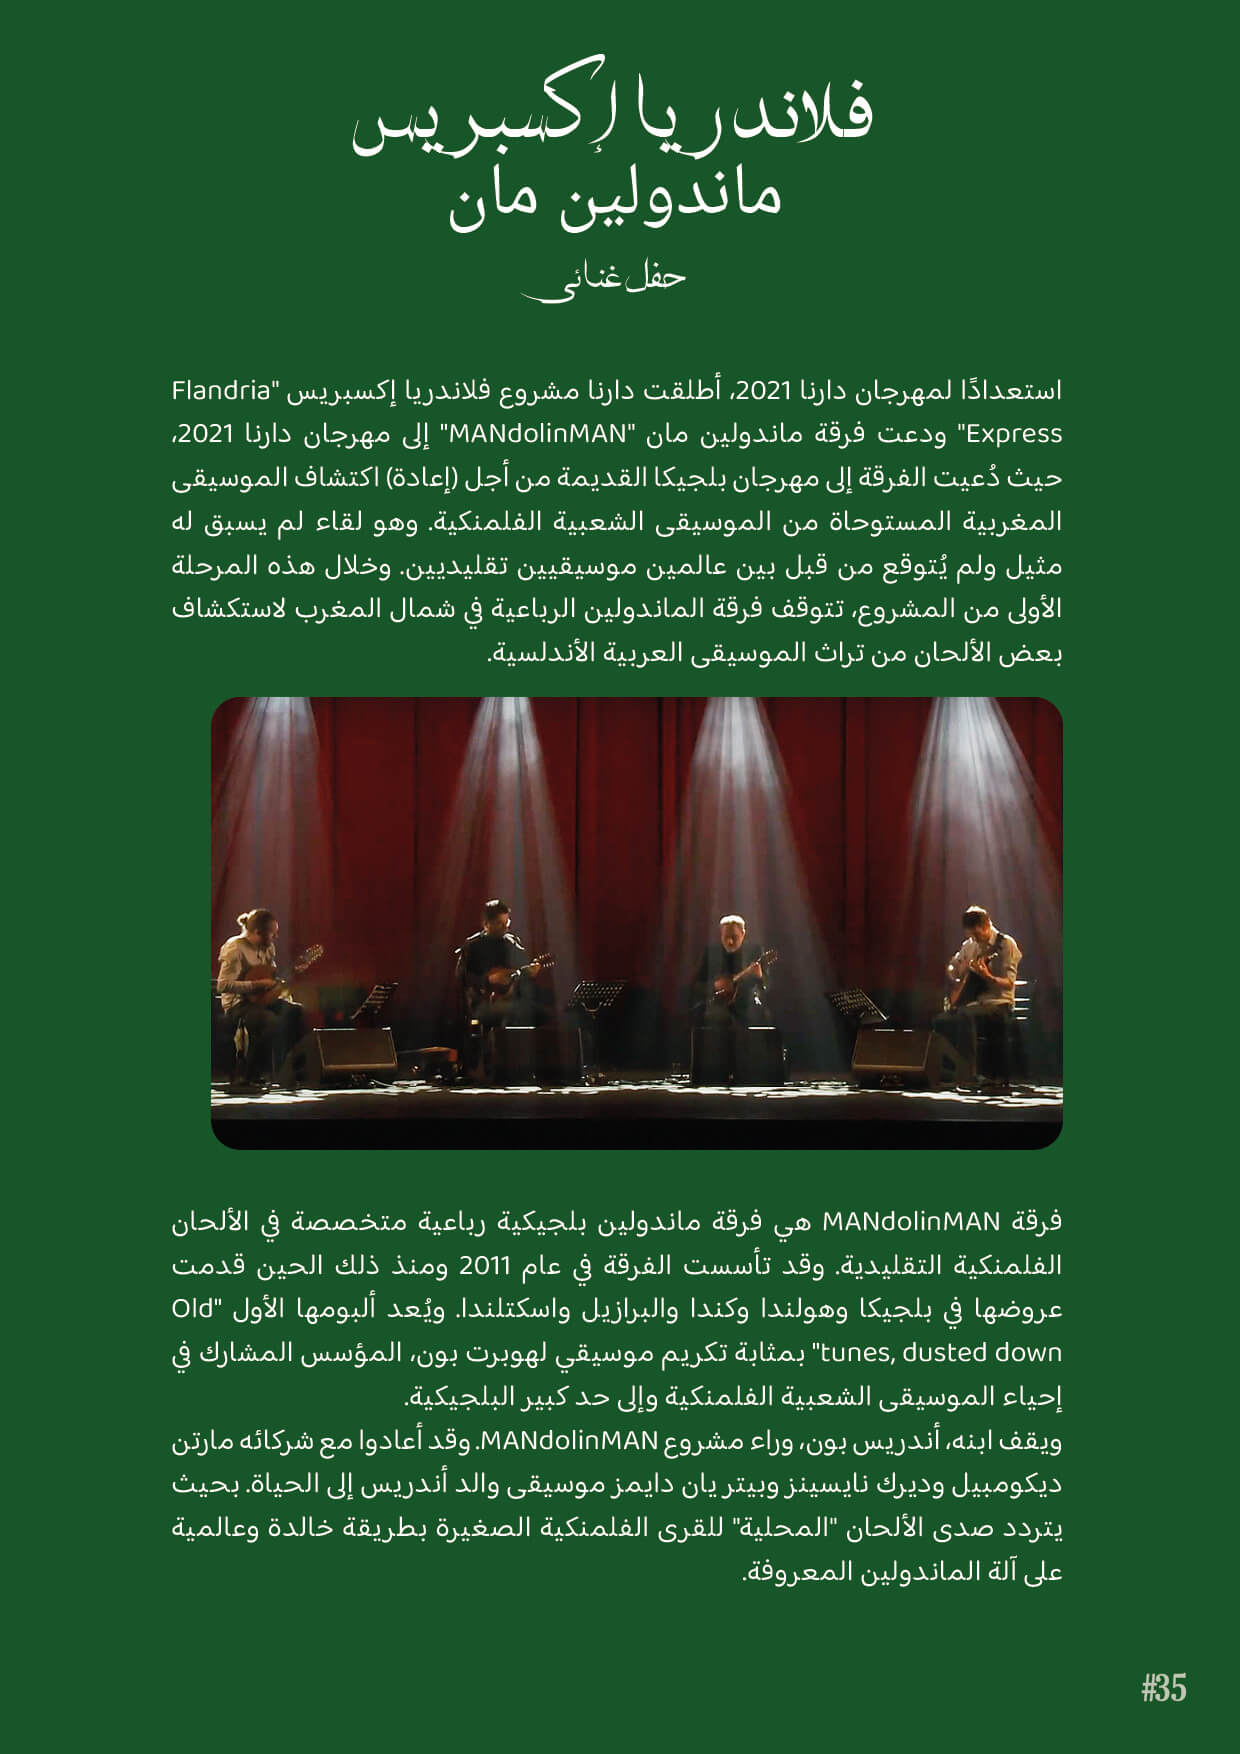 فلاندريا إكسبريس
ماندولين مان
حفل غنائي
استعدادًا لمهرجان دارنا 2021، أطلقت دارنا مشروع فلاندريا إكسبريس "Flandria
Express" ودعت فرقة ماندولين مان "MANdolinMAN" إلى مهرجان دارنا 2021،
حيث دُعيت الفرقة إلى مهرجان بلجيكا القديمة من أجل (إعادة) اكتشاف الموسيقى
المغربية المستوحاة من الموسيقى الشعبية الفلمنكية. وهو لقاء لم يسبق له
مثيل ولم يُتوقع من قبل بين عالمين موسيقيين تقليديين. وخلال هذه المرحلة
الأولى من المشروع، تتوقف فرقة الماندولين الرباعية في شمال المغرب لاستكشاف
بعض الألحان من تراث الموسيقى العربية الأندلسية.
فرقة MANdolinMAN هي فرقة ماندولين بلجيكية رباعية متخصصة في الألحان
الفلمنكية التقليدية. وقد تأسست الفرقة في عام 2011 ومنذ ذلك الحين قدمت
عروضها في بلجيكا وهولندا وكندا والبرازيل واسكتلندا. ويُعد ألبومها الأول "Old
tunes, dusted down" بمثابة تكريم موسيقي لهوبرت بون، المؤسس المشارك في
إحياء الموسيقى الشعبية الفلمنكية وإلى حد كبير البلجيكية.
ويقف ابنه، أندريس بون، وراء مشروع MANdolinMAN. وقد أعادوا مع شركائه مارتن
ديكومبيل وديرك نايسينز وبيتر يان دايمز موسيقى والد أندريس إلى الحياة. بحيث
يتردد صدى الألحان "المحلية" للقرى الفلمنكية الصغيرة بطريقة خالدة وعالمية
على آلة الماندولين المعروفة.
#35